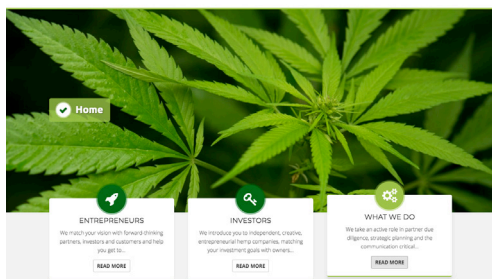 Home
ENTREPRENEURS
We match your vision with forward-thinking
partners, investors and customers and help
you get to...
READ MORE
INVESTORS
We introduce you to independent, creative,
entrepreneurial hemp companies, matching
your investment goals with owners...
READ MORE
WHAT WE DO
We take an active role in partner due
diligence, strategic planning and the
communication critical...
READ MORE